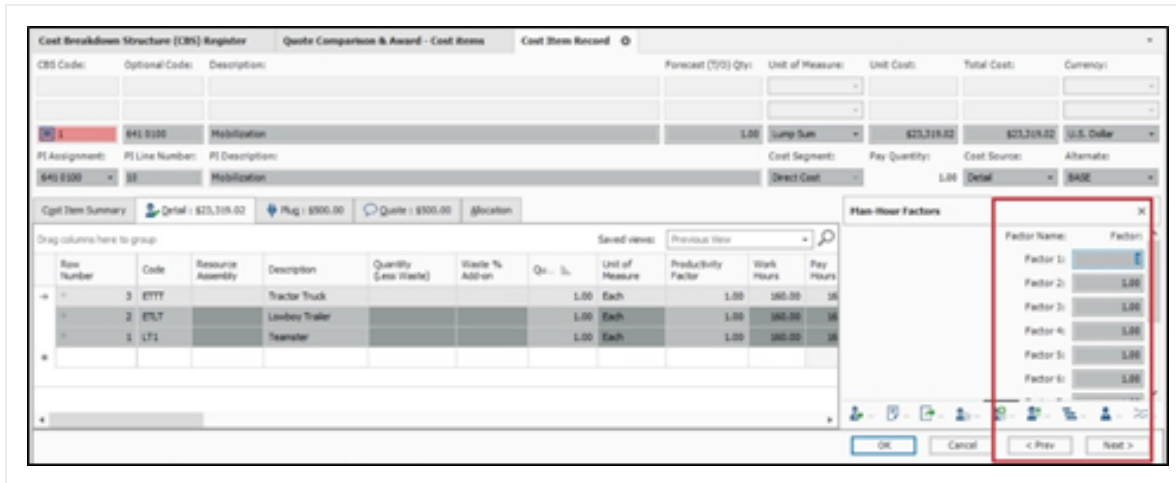 Cost Breakdown Structure (CBS) Register Quote Comparison & Award - Cost Items Cost Item Record
CBS Code: Optional Code: Description: Forecast (T/O) Qty: Unit of Measure: Unit Cost: Total Cost: Currency:
1 641 0100 Mobilization 1.00 Lump Sum $23,319.02 $23,319.02 U.S. Dollar
PI Assignment: PI Line Number: PI Description: Cost Segment: Pay Quantity: Cost Source: Alternate:
641 0100 10 Mobilization Direct Cost 1.00 Detail BASE
Cost Item Summary Detail : $23,319.02 Plug : $500.00 Quote : $500.00 Allocation Man-Hour Factors
Drag columns here to group Saved views: Previous View Factor Name: Factor:
Row Number Code Resource Assembly Description Quantity (Less Waste) Waste % Add-on Qu... Unit of Measure Productivity Factor Work Hours Pay Hours
3 ETTT Tractor Truck 1.00 Each 1.00 160.00 16
2 ETLT Lowboy Trailer 1.00 Each 1.00 160.00 16
1 LT1 Teamster 1.00 Each 1.00 160.00 16
Factor 1:
Factor 2: 1.00
Factor 3: 1.00
Factor 4: 1.00
Factor 5: 1.00
Factor 6: 1.00
OK Cancel < Prev Next >